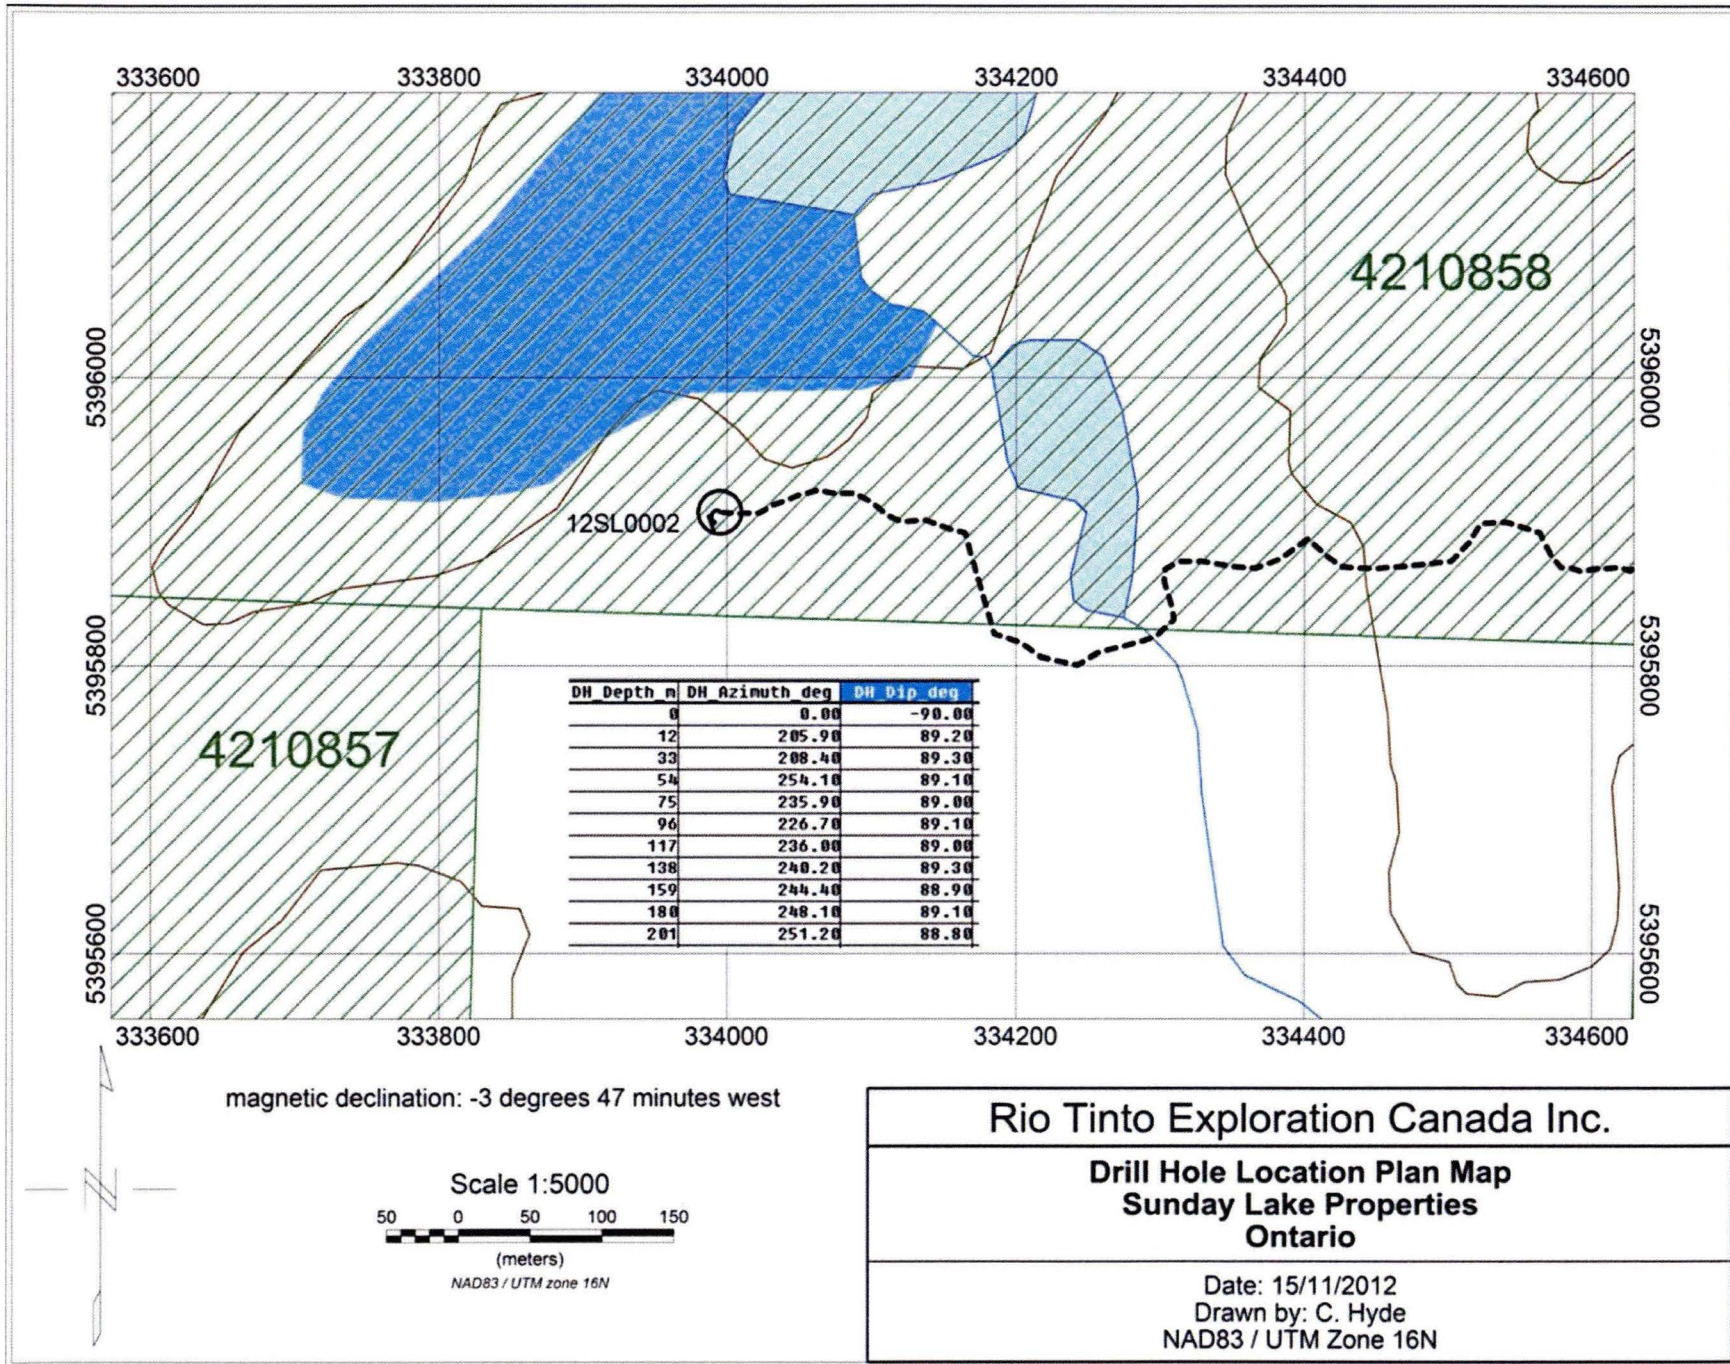 333600 333800 334000 334200 334400 334600
4210858
5396000 5396000
12SL0002
5395800 5395800
DH_Depth_m DH_Azimuth_deg DH_Dip_deg
0 0.00 -90.00
12 205.90 89.20
33 208.40 89.30
54 254.10 89.10
75 235.90 89.00
96 226.70 89.10
117 236.00 89.00
138 240.20 89.30
159 244.40 88.90
180 248.10 89.10
201 251.20 88.80
4210857
5395600 5395600
333600 333800 334000 334200 334400 334600
magnetic declination: -3 degrees 47 minutes west
N
Scale 1:5000
50 0 50 100 150
(meters)
NAD83 / UTM zone 16N
Rio Tinto Exploration Canada Inc.
Drill Hole Location Plan Map
Sunday Lake Properties
Ontario
Date: 15/11/2012
Drawn by: C. Hyde
NAD83 / UTM Zone 16N